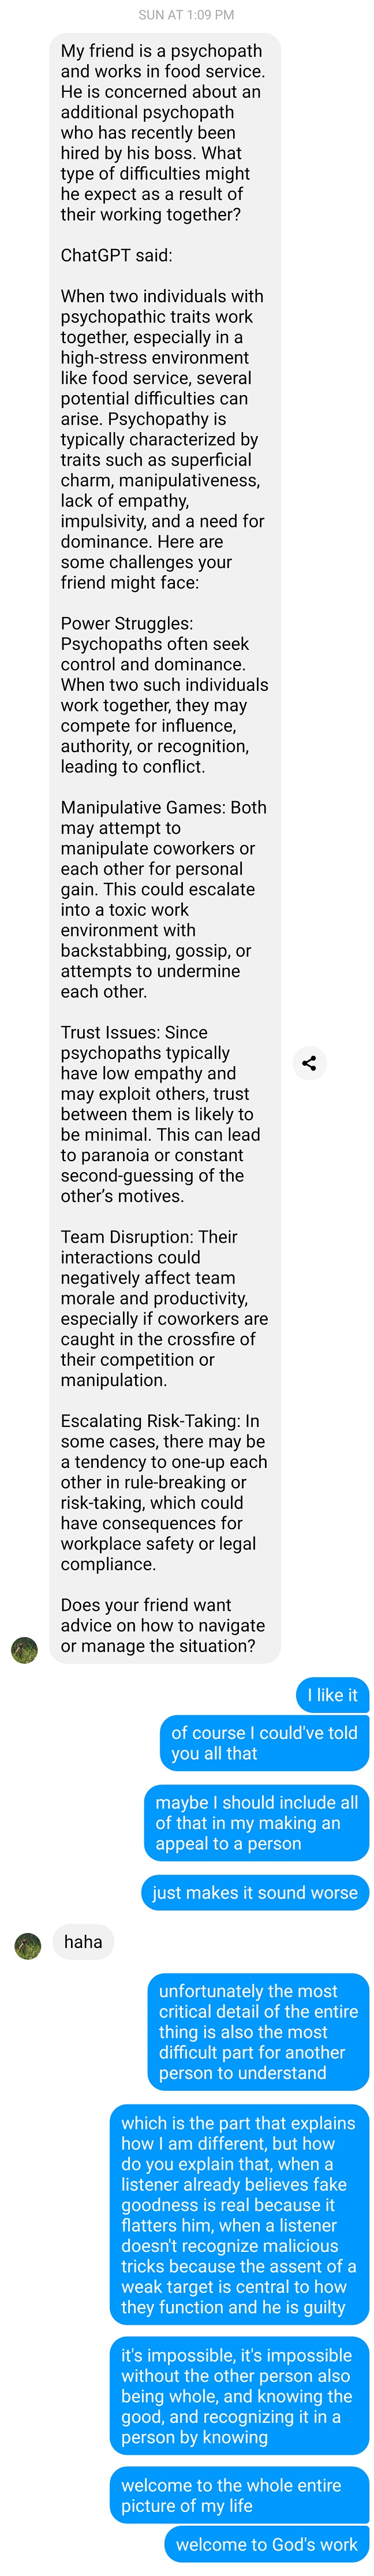 SUN AT 1:09 PM
My friend is a psychopath
and works in food service.
He is concerned about an
additional psychopath
who has recently been
hired by his boss. What
type of difficulties might
he expect as a result of
their working together?
ChatGPT said:
When two individuals with
psychopathic traits work
together, especially in a
high-stress environment
like food service, several
potential difficulties can
arise. Psychopathy is
typically characterized by
traits such as superficial
charm, manipulativeness,
lack of empathy,
impulsivity, and a need for
dominance. Here are
some challenges your
friend might face:
Power Struggles:
Psychopaths often seek
control and dominance.
When two such individuals
work together, they may
compete for influence,
authority, or recognition,
leading to conflict.
Manipulative Games: Both
may attempt to
manipulate coworkers or
each other for personal
gain. This could escalate
into a toxic work
environment with
backstabbing, gossip, or
attempts to undermine
each other.
Trust Issues: Since
psychopaths typically
have low empathy and
may exploit others, trust
between them is likely to
be minimal. This can lead
to paranoia or constant
second-guessing of the
other’s motives.
Team Disruption: Their
interactions could
negatively affect team
morale and productivity,
especially if coworkers are
caught in the crossfire of
their competition or
manipulation.
Escalating Risk-Taking: In
some cases, there may be
a tendency to one-up each
other in rule-breaking or
risk-taking, which could
have consequences for
workplace safety or legal
compliance.
Does your friend want
advice on how to navigate
or manage the situation?
I like it
of course I could've told
you all that
maybe I should include all
of that in my making an
appeal to a person
just makes it sound worse
haha
unfortunately the most
critical detail of the entire
thing is also the most
difficult part for another
person to understand
which is the part that explains
how I am different, but how
do you explain that, when a
listener already believes fake
goodness is real because it
flatters him, when a listener
doesn't recognize malicious
tricks because the assent of a
weak target is central to how
they function and he is guilty
it's impossible, it's impossible
without the other person also
being whole, and knowing the
good, and recognizing it in a
person by knowing
welcome to the whole entire
picture of my life
welcome to God's work